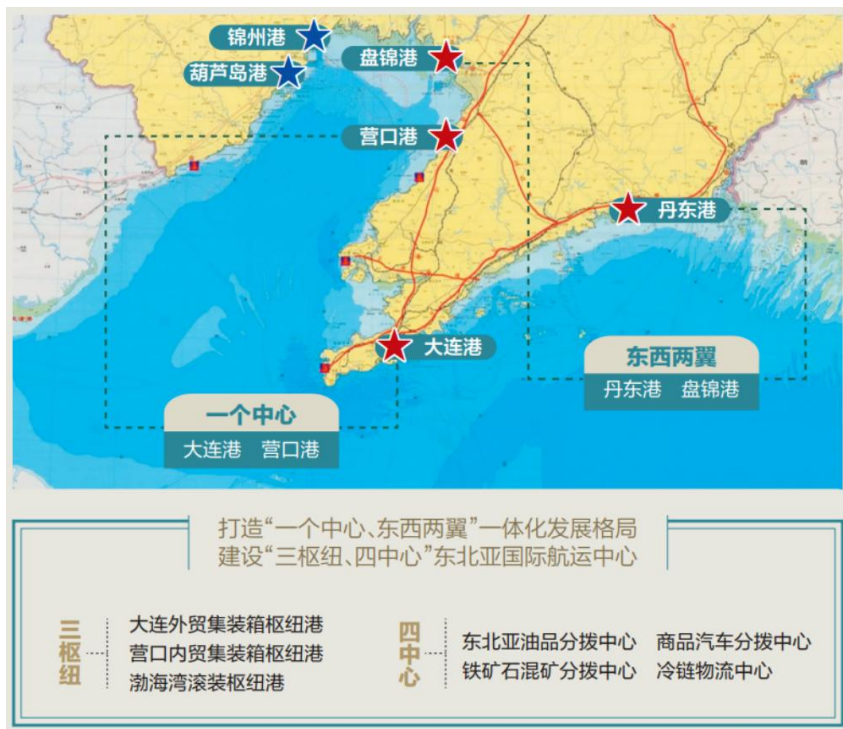 锦州港
盘锦港
葫芦岛港
营口港
丹东港
大连港
东西两翼
丹东港 盘锦港
一个中心
大连港 营口港
打造“一个中心、东西两翼”一体化发展格局
建设“三枢纽、四中心”东北亚国际航运中心
三枢纽
大连外贸集装箱枢纽港
营口内贸集装箱枢纽港
渤海湾滚装枢纽港
四中心
东北亚油品分拨中心 商品汽车分拨中心
铁矿石混矿分拨中心 冷链物流中心